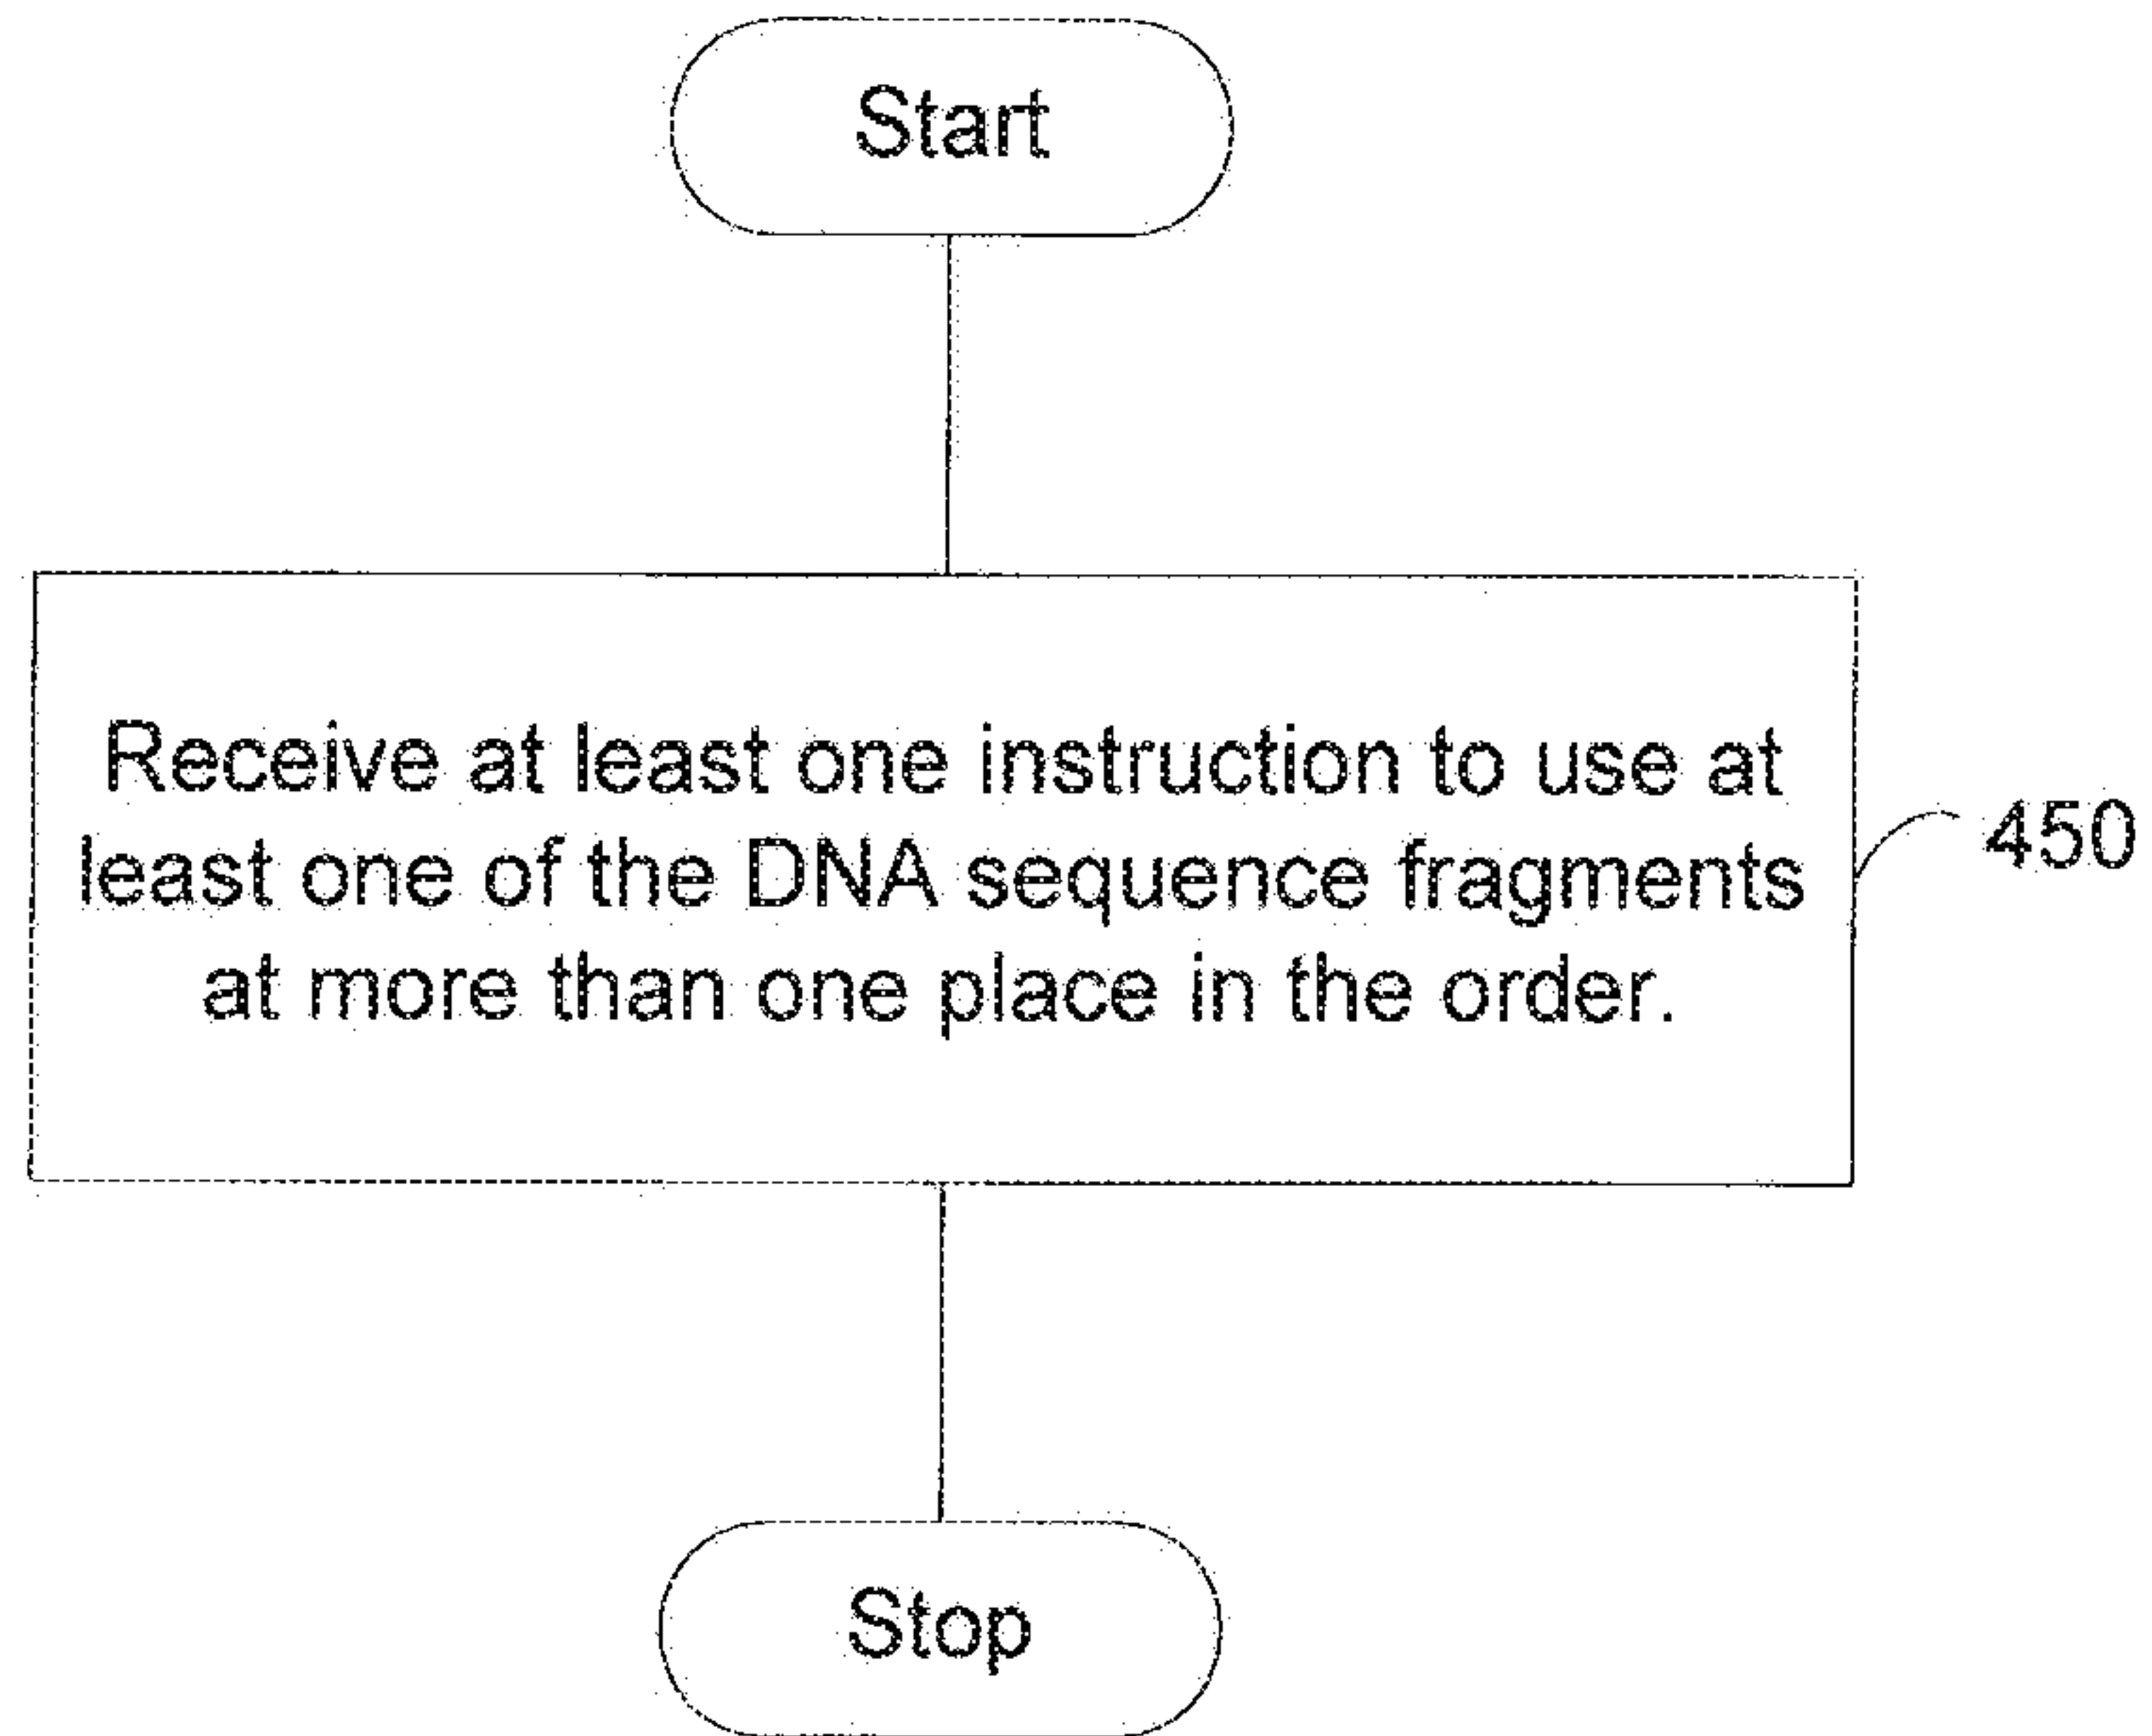 Start
Receive at least one instruction to use at
least one of the DNA sequence fragments
at more than one place in the order.
450
Stop